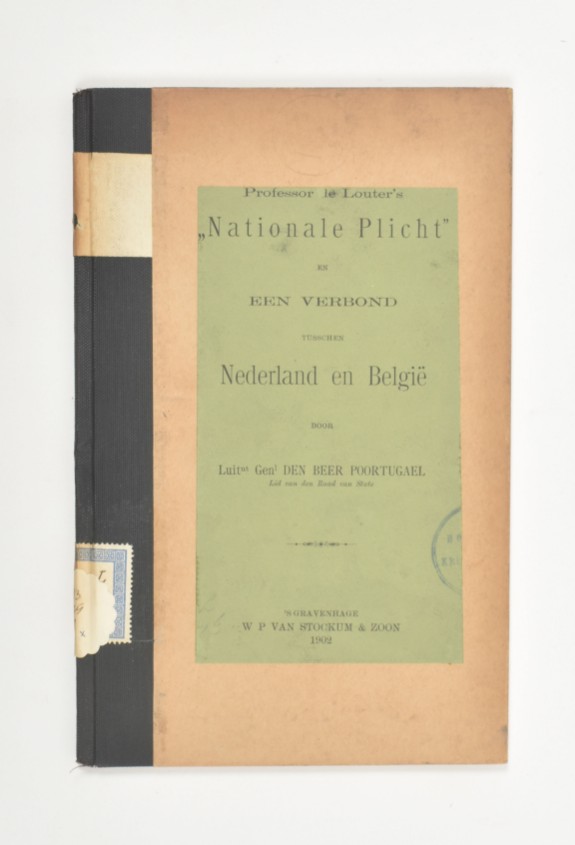 Professor le Louter's
„Nationale Plicht"
EN
EEN VERBOND
TUSSCHEN
Nederland en België
DOOR
Luitnt Genl DEN BEER POORTUGAEL
Lid van den Raad van State
'S-GRAVENHAGE
W P VAN STOCKUM & ZOON
1902